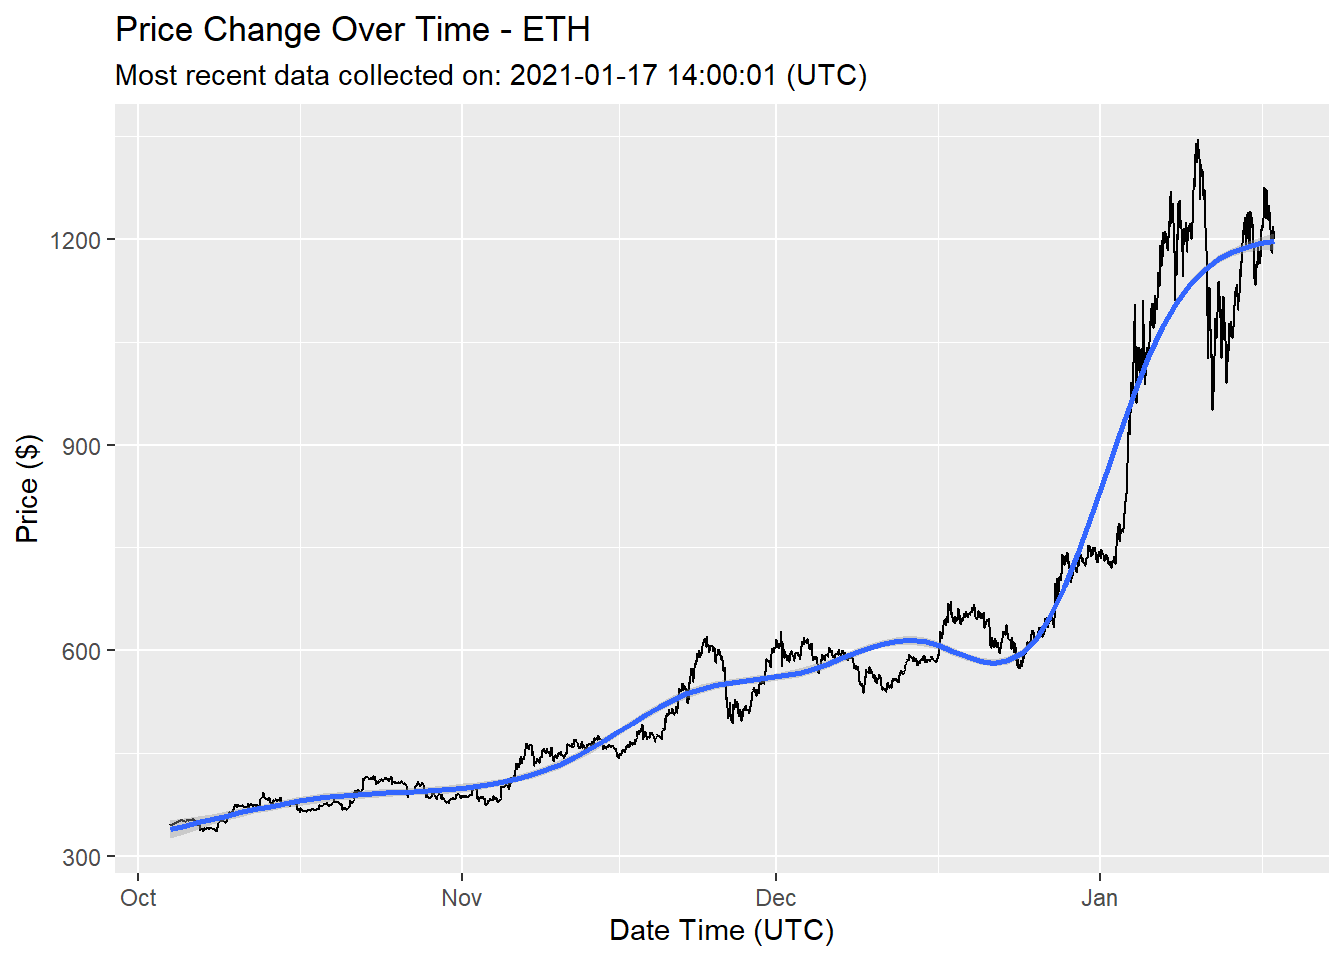 Price Change Over Time - ETH
Most recent data collected on: 2021-01-17 14:00:01 (UTC)
Price ($)
1200
900
600
300
Oct Nov Dec Jan
Date Time (UTC)